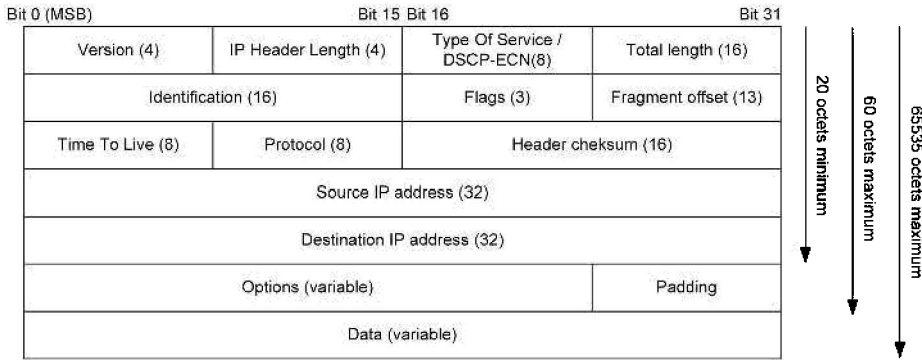 Bit 0 (MSB) Bit 15 Bit 16 Bit 31
Version (4) IP Header Length (4) Type Of Service / DSCP-ECN(8) Total length (16)
Identification (16) Flags (3) Fragment offset (13)
Time To Live (8) Protocol (8) Header cheksum (16)
Source IP address (32)
Destination IP address (32)
Options (variable) Padding
Data (variable)
20 octets minimum
60 octets maximum
65535 octets maximum